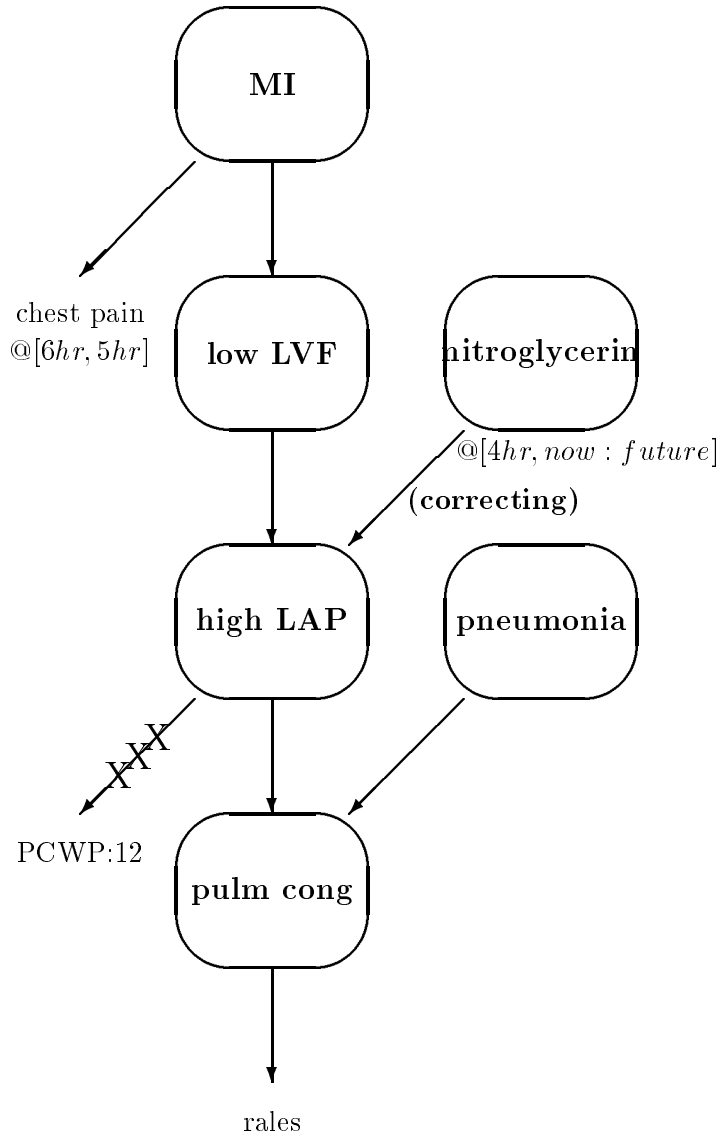 MI
chest pain
@[6hr, 5hr]
low LVF
nitroglycerin
@[4hr, now : future]
(correcting)
high LAP
pneumonia
X
X
X
PCWP:12
pulm cong
rales